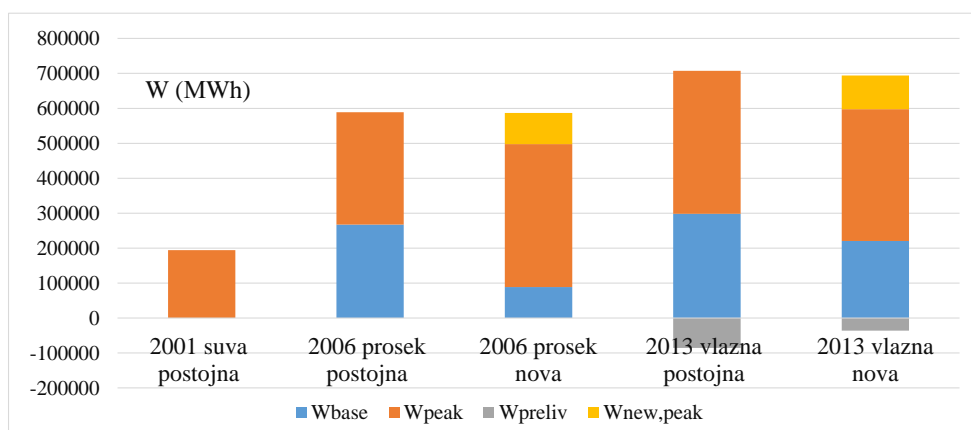 800000
700000
W (MWh)
600000
500000
400000
300000
200000
100000
0
-100000
-200000
2001 suva
postojna
2006 prosek
postojna
2006 prosek
nova
2013 vlazna
postojna
2013 vlazna
nova
Wbase Wpeak Wpreliv Wnew,peak